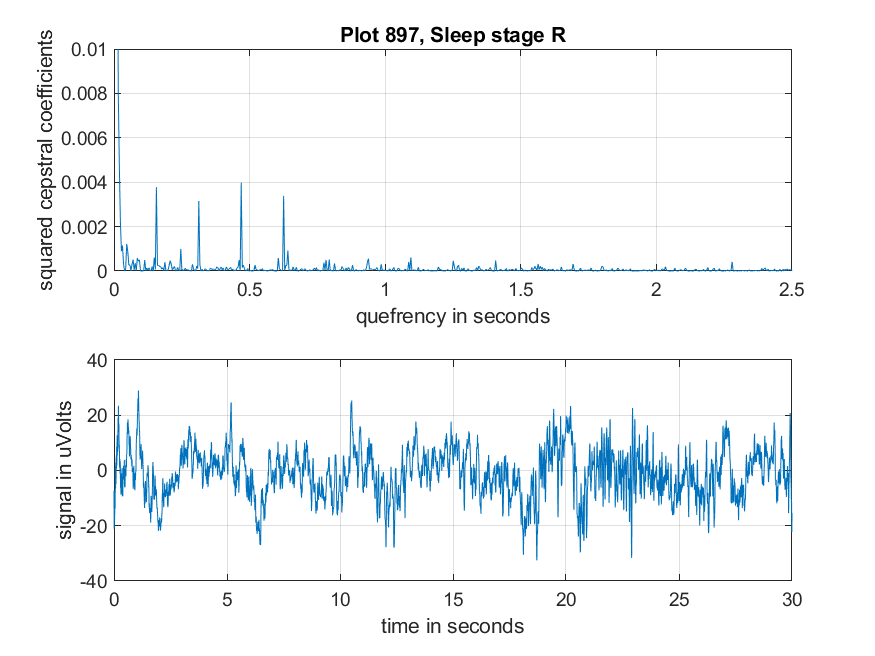 Plot 897, Sleep stage R
squared cepstral coefficients
0.01
0.008
0.006
0.004
0.002
0
0 0.5 1 1.5 2 2.5
quefrency in seconds
signal in uVolts
40
20
0
-20
-40
0 5 10 15 20 25 30
time in seconds